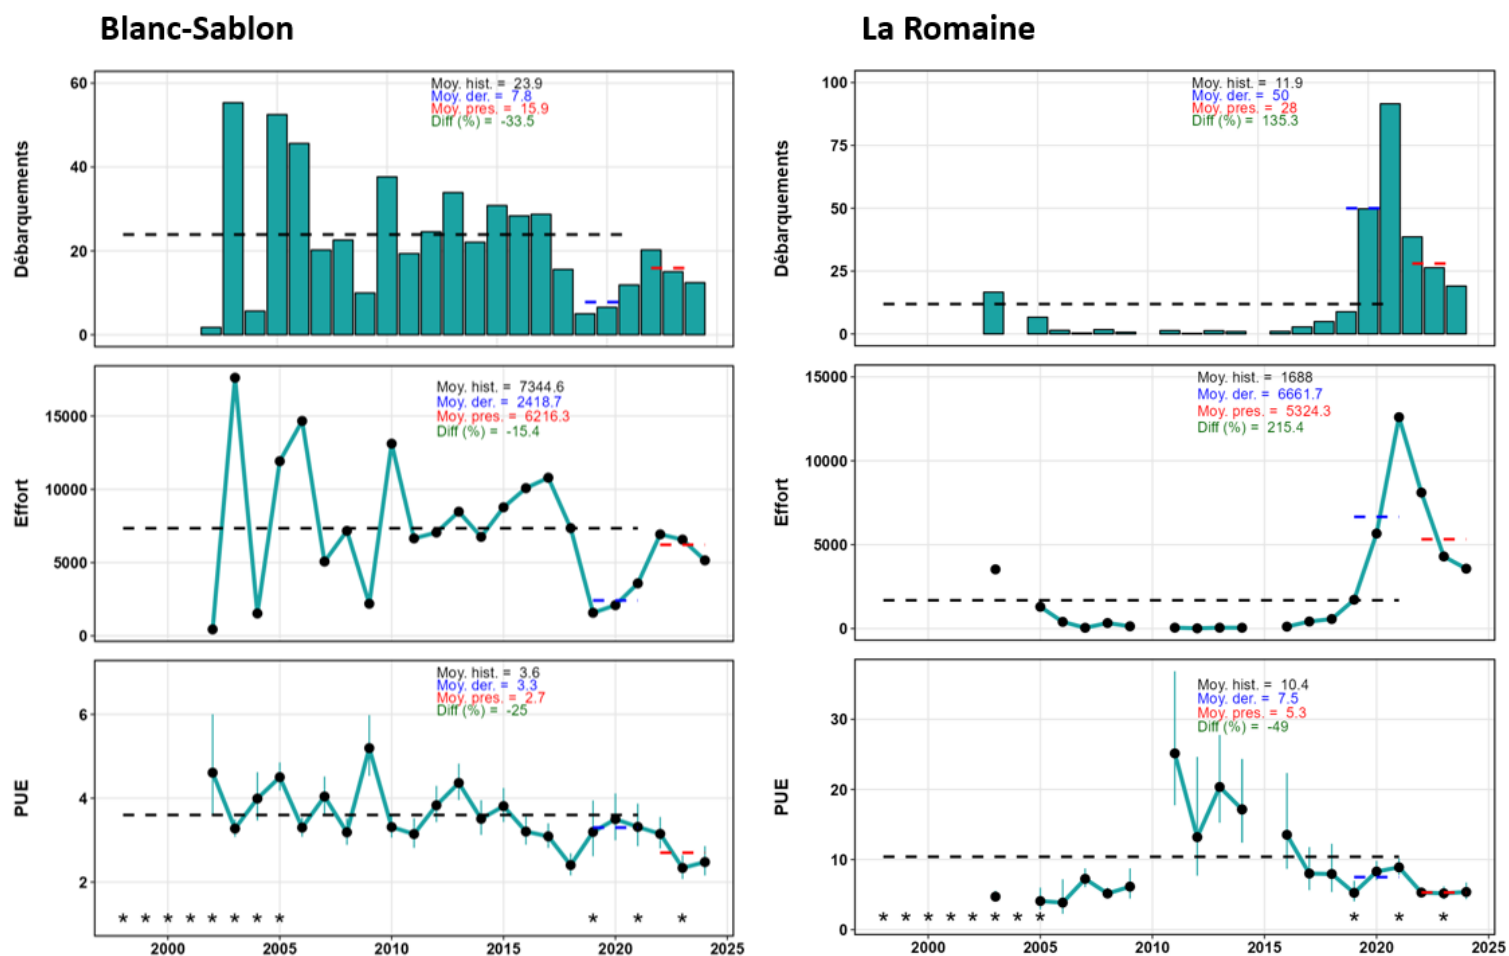 Blanc-Sablon
La Romaine
Débarquements
60
40
20
0
Moy. hist. = 23.9
Moy. der. = 7.8
Moy. pres. = 15.9
Diff (%) = -33.5
Débarquements
100
75
50
25
0
Moy. hist. = 11.9
Moy. der. = 50
Moy. pres. = 28
Diff (%) = 135.3
Effort
15000
10000
5000
0
Moy. hist. = 7344.6
Moy. der. = 2418.7
Moy. pres. = 6216.3
Diff (%) = -15.4
Effort
15000
10000
5000
0
Moy. hist. = 1688
Moy. der. = 6661.7
Moy. pres. = 5324.3
Diff (%) = 215.4
PUE
6
4
2
Moy. hist. = 3.6
Moy. der. = 3.3
Moy. pres. = 2.7
Diff (%) = -25
* * * * * * * * * * *
2000 2005 2010 2015 2020 2025
PUE
30
20
10
0
Moy. hist. = 10.4
Moy. der. = 7.5
Moy. pres. = 5.3
Diff (%) = -49
* * * * * * * * * * *
2000 2005 2010 2015 2020 2025